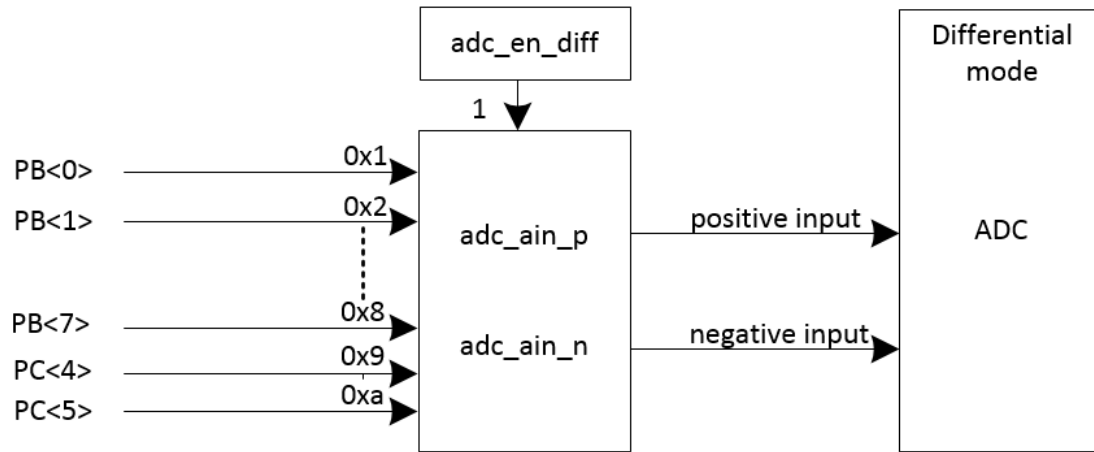 adc_en_diff
Differential
mode
1
PB<0>
0x1
PB<1>
0x2
positive input
adc_ain_p
ADC
PB<7>
0x8
negative input
adc_ain_n
PC<4>
0x9
PC<5>
0xa